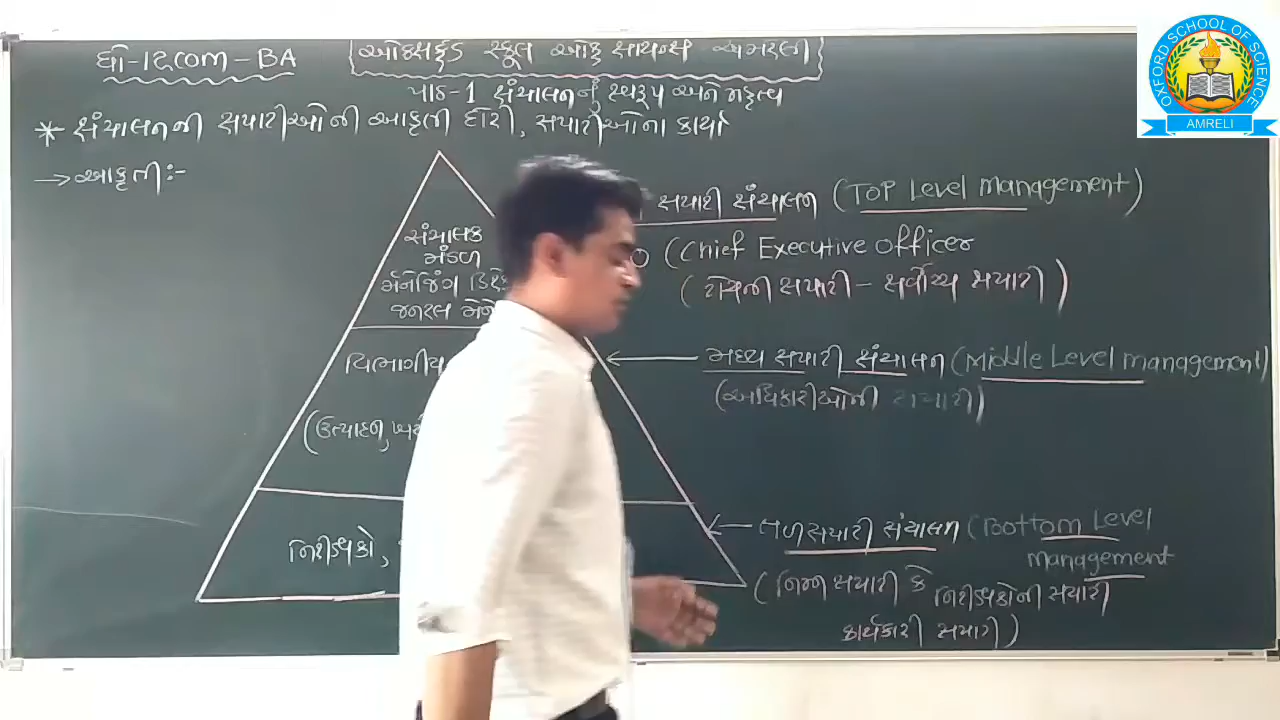 ધો-12 com-BA
ઓક્સફર્ડ સ્કૂલ ઓફ સાયન્સ અમરેલી
પાઠ-1 સંચાલનનું સ્વરૂપ અને મહત્વ
* સંચાલનની સપાટીઓની આકૃતી દોરી, સપાટીઓના કાર્યો
→ આકૃતી:-
સંચાલક
મંડળ
મેનેજિંગ
જનરલ
સપાટી સંચાલન (TOP Level Management)
(Chief Executive officer
(ટોચની સપાટી - સર્વોચ્ચ સપાટી)
વિભાગીય
(ઉત્પાદન,
મધ્ય સપાટી સંચાલન (Middle Level management)
(અધિકારીઓની સપાટી)
નિરીક્ષકો,
તળસપાટી સંચાલન (Bottom Level
management
(નિમ્ન સપાટી કે નિરીક્ષકોની સપાટી
કાર્યકારી સપાટી)
OXFORD SCHOOL OF SCIENCE
AMRELI